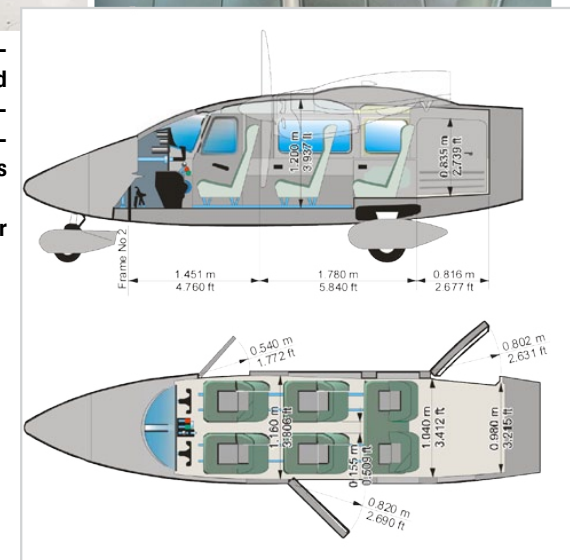 d
s
r
1.200 m
3.937 ft
0.835 m
2.739 ft
Frame No 2
1.451 m
4.760 ft
1.780 m
5.840 ft
0.816 m
2.677 ft
0.540 m
1.772 ft
0.802 m
2.631 ft
1.160 m
3.806 ft
0.155 m
0.509 ft
1.040 m
3.412 ft
0.980 m
3.215 ft
0.820 m
2.690 ft